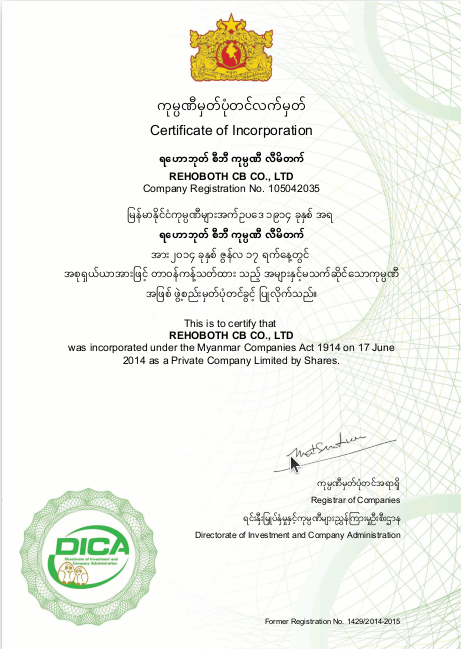 ကုမ္ပဏီမှတ်ပုံတင်လက်မှတ်
Certificate of Incorporation
ရဟောဘုတ် စီဘီ ကုမ္ပဏီ လီမိတက်
REHOBOTH CB CO., LTD
Company Registration No. 105042035
မြန်မာနိုင်ငံကုမ္ပဏီများအက်ဥပဒေ ၁၉၁၄ ခုနှစ် အရ
ရဟောဘုတ် စီဘီ ကုမ္ပဏီ လီမိတက်
အား၂၀၁၄ ခုနှစ် ဇွန်လ ၁၇ ရက်နေ့တွင်
အစုရှယ်ယာအားဖြင့် တာဝန်ကန့်သတ်ထား သည့် အများနှင့်မသက်ဆိုင်သောကုမ္ပဏီ
အဖြစ် ဖွဲ့စည်းမှတ်ပုံတင်ခွင့် ပြုလိုက်သည်။
This is to certify that
REHOBOTH CB CO., LTD
was incorporated under the Myanmar Companies Act 1914 on 17 June
2014 as a Private Company Limited by Shares.
ကုမ္ပဏီမှတ်ပုံတင်အရာရှိ
Registrar of Companies
ရင်းနှီးမြှုပ်နှံမှုနှင့်ကုမ္ပဏီများညွှန်ကြားမှုဦးစီးဌာန
Directorate of Investment and Company Administration
DICA
Directorate of Investment and
Company Administration
Former Registration No. 1429/2014-2015